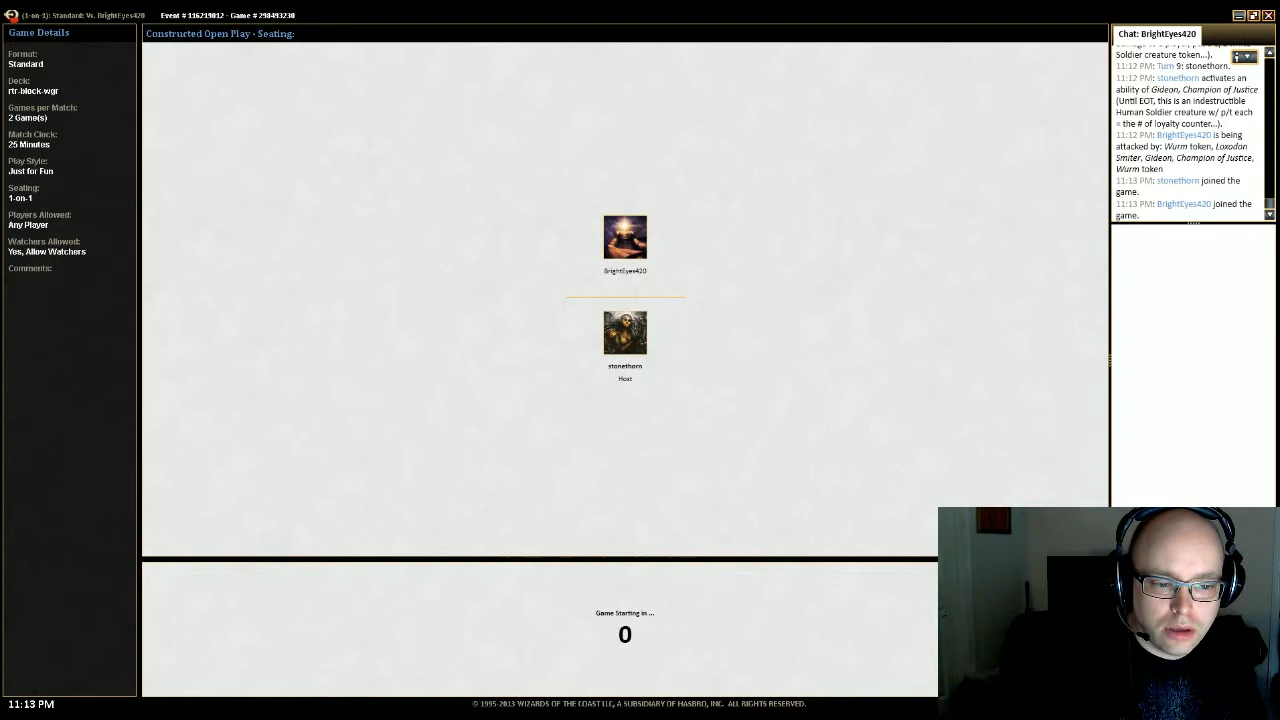 (1-on-1): Standard: Vs. BrightEyes420
Event # 116219012 - Game # 298493230
Game Details
Format:
Standard
Deck:
rtr-block-wgr
Games per Match:
2 Game(s)
Match Clock:
25 Minutes
Play Style:
Just for Fun
Seating:
1-on-1
Players Allowed:
Any Player
Watchers Allowed:
Yes, Allow Watchers
Comments:
Constructed Open Play - Seating:
BrightEyes420
stonethorn
Host
Game Starting in ...
0
Chat: BrightEyes420
Soldier creature token...).
11:12 PM: Turn 9: stonethorn.
11:12 PM: stonethorn activates an
ability of Gideon, Champion of Justice
(Until EOT, this is an indestructible
Human Soldier creature w/ p/t each
= the # of loyalty counter...).
11:12 PM: BrightEyes420 is being
attacked by: Wurm token, Loxodon
Smiter, Gideon, Champion of Justice,
Wurm token
11:13 PM: stonethorn joined the
game.
11:13 PM: BrightEyes420 joined the
game.
11:13 PM
© 1995-2013 WIZARDS OF THE COAST LLC, A SUBSIDIARY OF HASBRO, INC. ALL RIGHTS RESERVED.